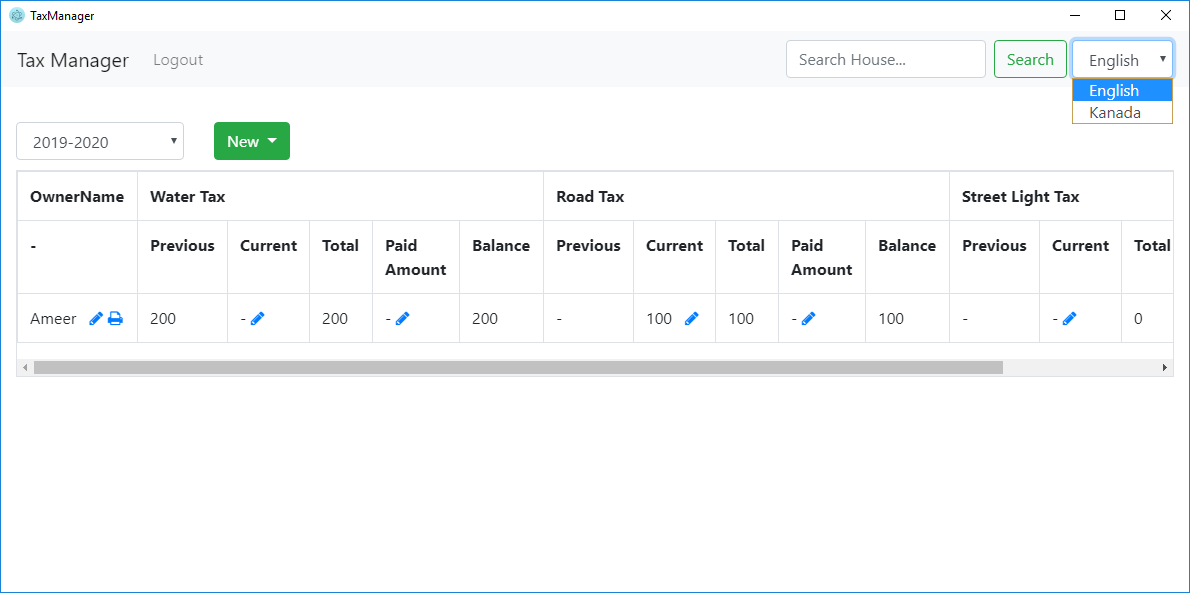 TaxManager
Tax Manager Logout Search House... Search English
English
Kanada
2019-2020 New
OwnerName Water Tax Road Tax Street Light Tax
- Previous Current Total Paid Amount Balance Previous Current Total Paid Amount Balance Previous Current Total
Ameer 200 - 200 - 200 - 100 100 - 100 - - 0